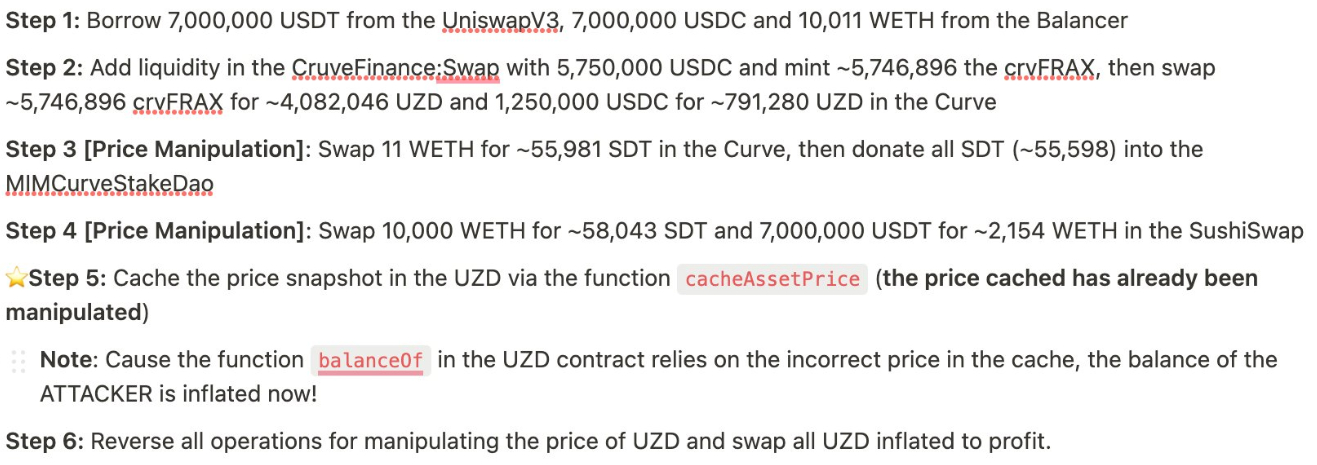 Step 1: Borrow 7,000,000 USDT from the UniswapV3, 7,000,000 USDC and 10,011 WETH from the Balancer
Step 2: Add liquidity in the CruveFinance:Swap with 5,750,000 USDC and mint ~5,746,896 the crvFRAX, then swap
~5,746,896 crvFRAX for ~4,082,046 UZD and 1,250,000 USDC for ~791,280 UZD in the Curve
Step 3 [Price Manipulation]: Swap 11 WETH for ~55,981 SDT in the Curve, then donate all SDT (~55,598) into the
MIMCurveStakeDao
Step 4 [Price Manipulation]: Swap 10,000 WETH for ~58,043 SDT and 7,000,000 USDT for ~2,154 WETH in the SushiSwap
⭐Step 5: Cache the price snapshot in the UZD via the function cacheAssetPrice (the price cached has already been
manipulated)
Note: Cause the function balanceOf in the UZD contract relies on the incorrect price in the cache, the balance of the
ATTACKER is inflated now!
Step 6: Reverse all operations for manipulating the price of UZD and swap all UZD inflated to profit.